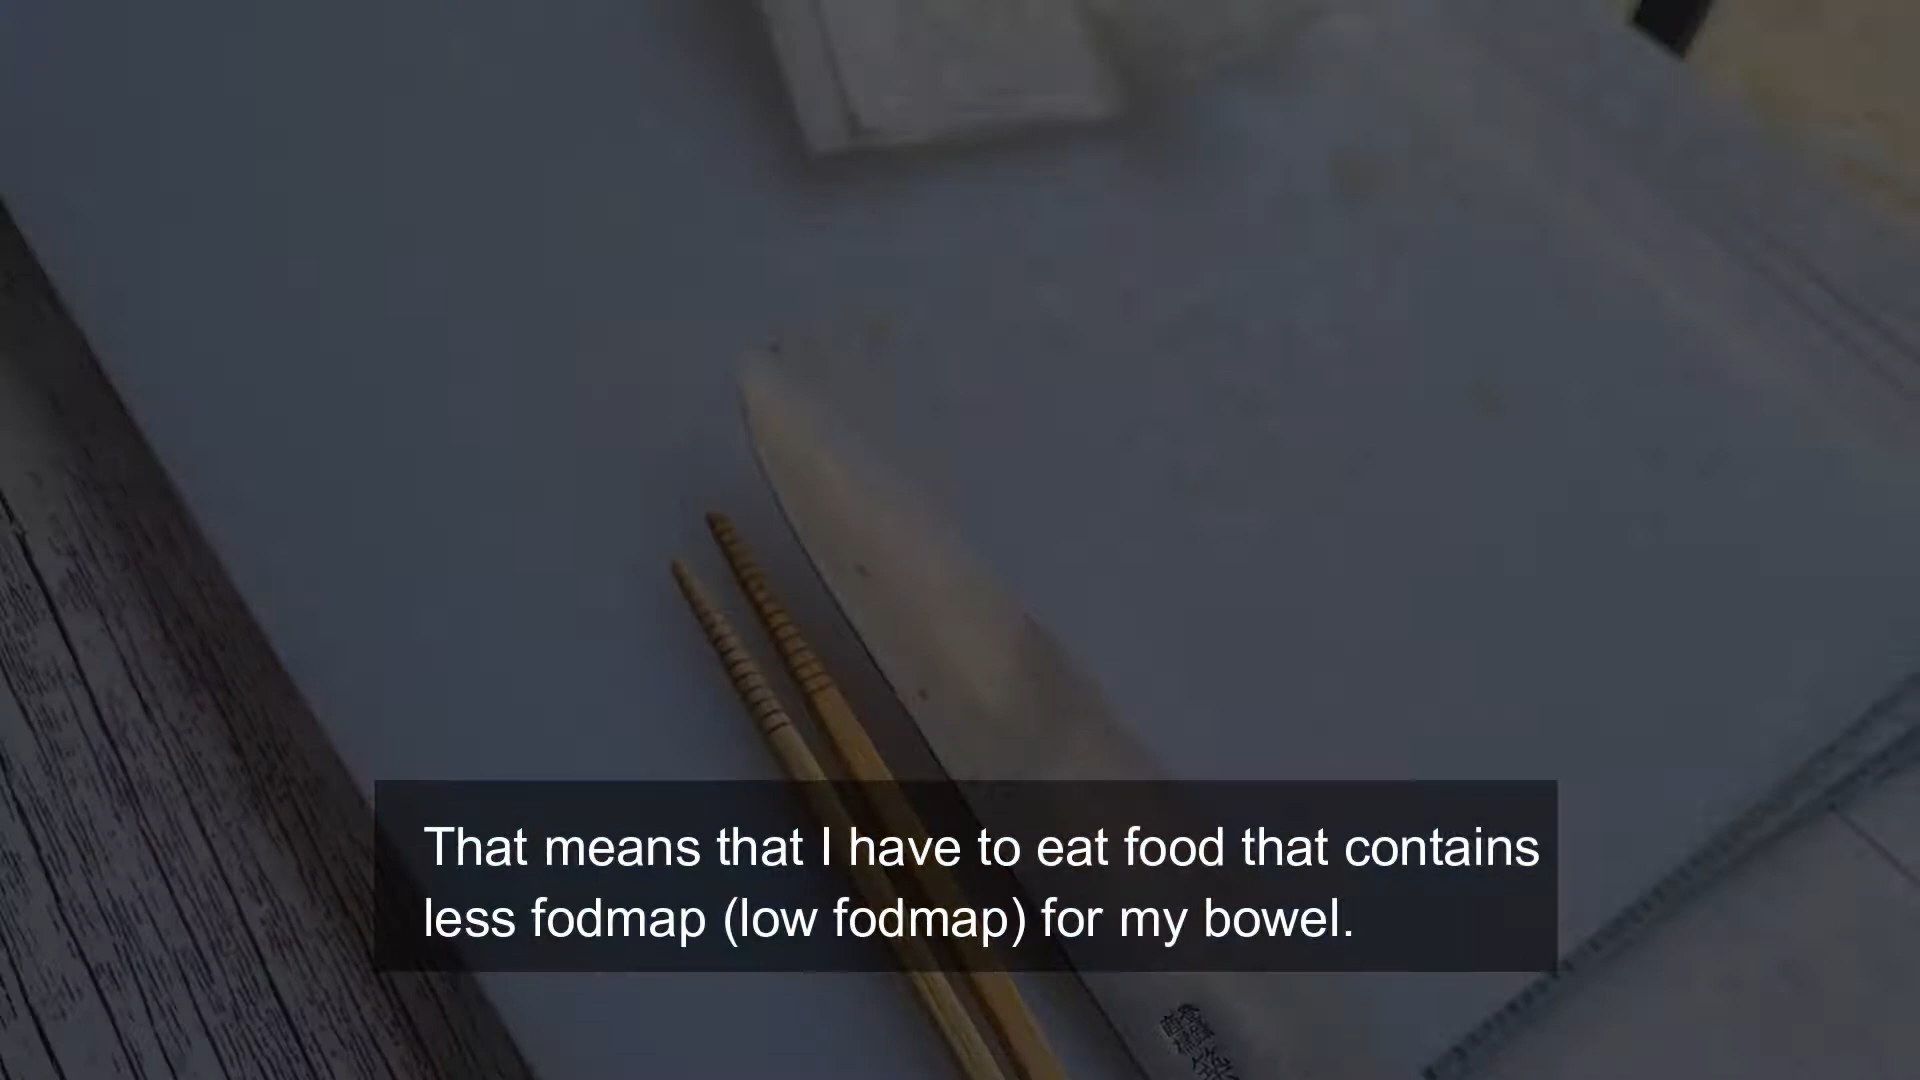 That means that I have to eat food that contains
less fodmap (low fodmap) for my bowel.